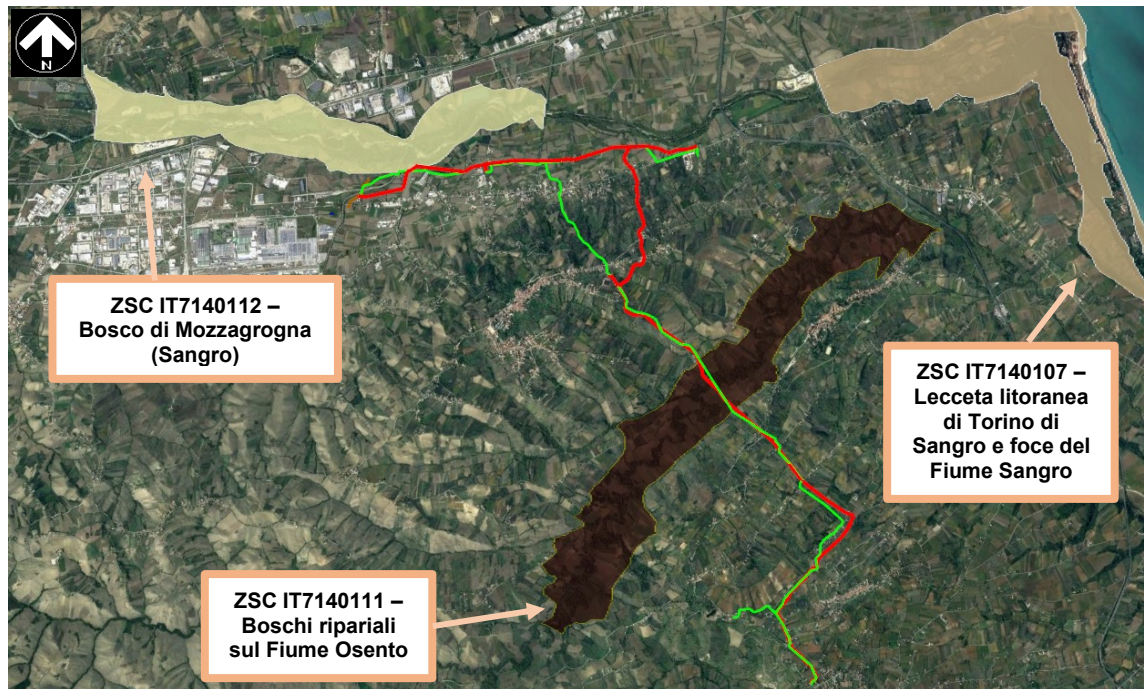 N
ZSC IT7140112 –
Bosco di Mozzagrogna
(Sangro)
ZSC IT7140107 –
Lecceta litoranea
di Torino di
Sangro e foce del
Fiume Sangro
ZSC IT7140111 –
Boschi ripariali
sul Fiume Osento